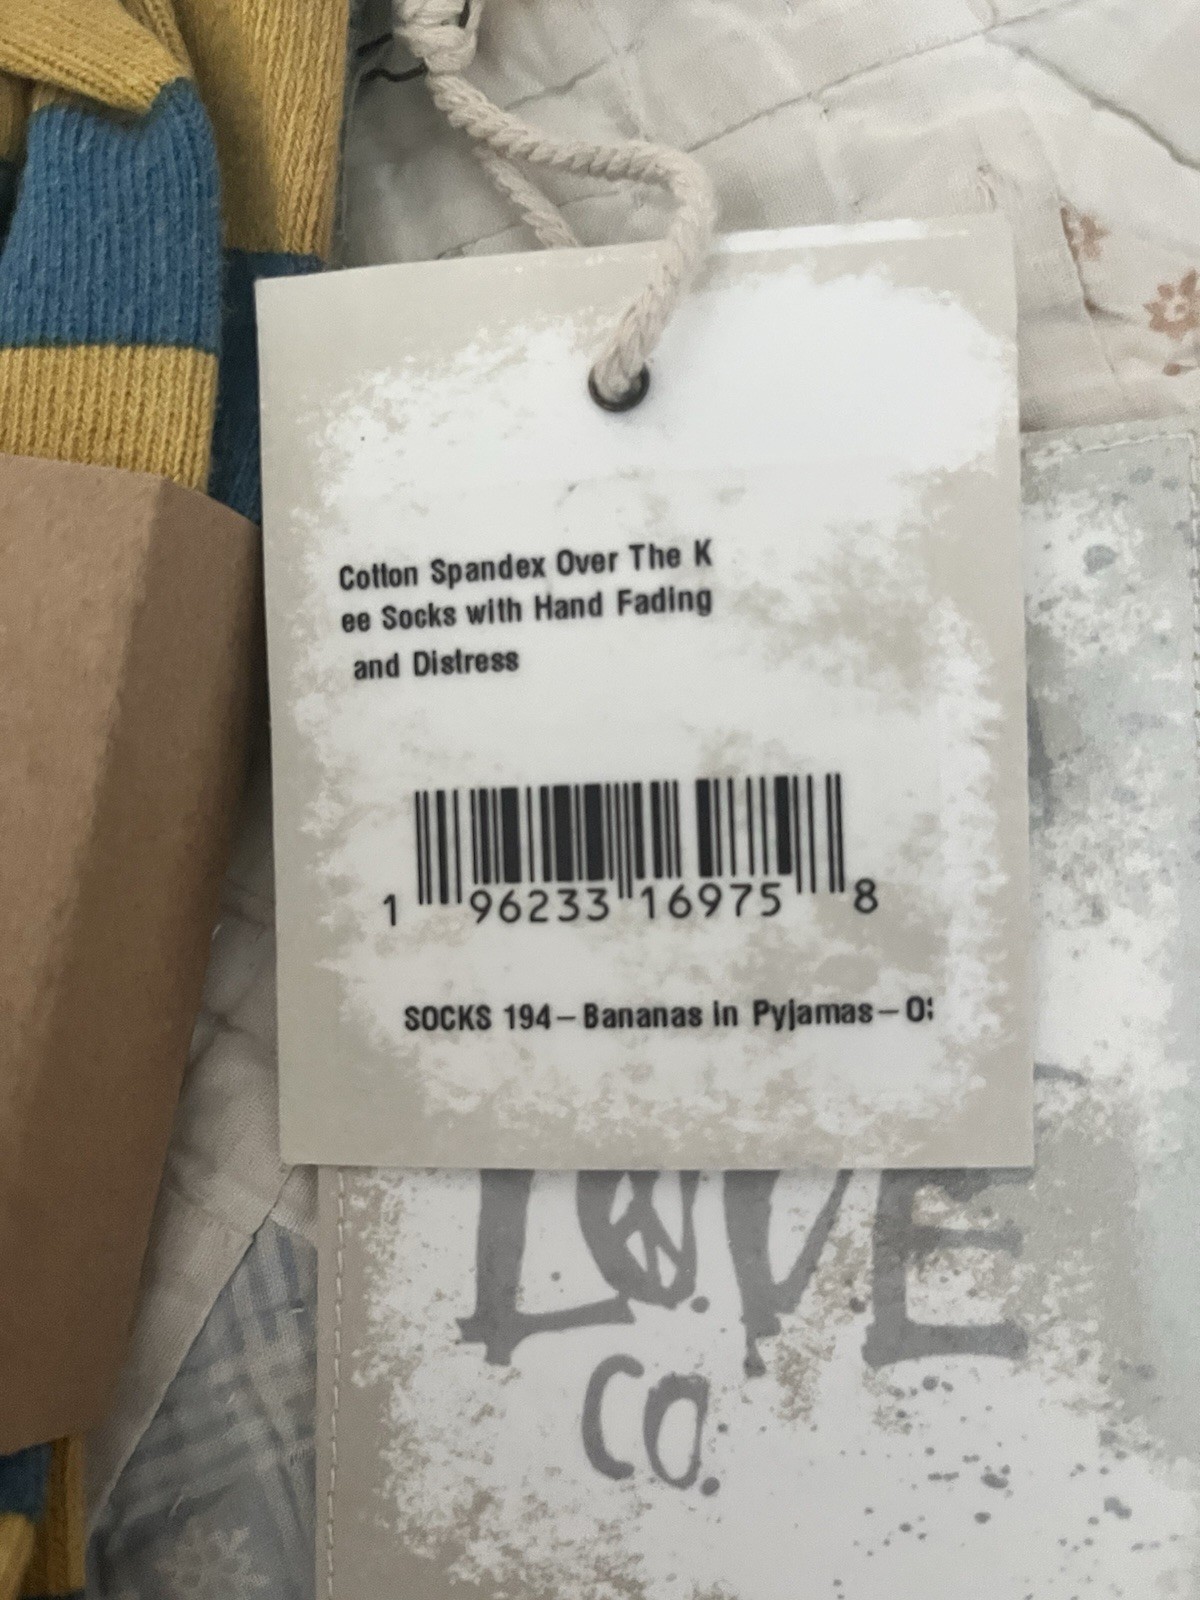 Cotton Spandex Over The K
ee Socks with Hand Fading
and Distress
1 96233 16975 8
SOCKS 194-Bananas in Pyjamas-
LOVE
CO.